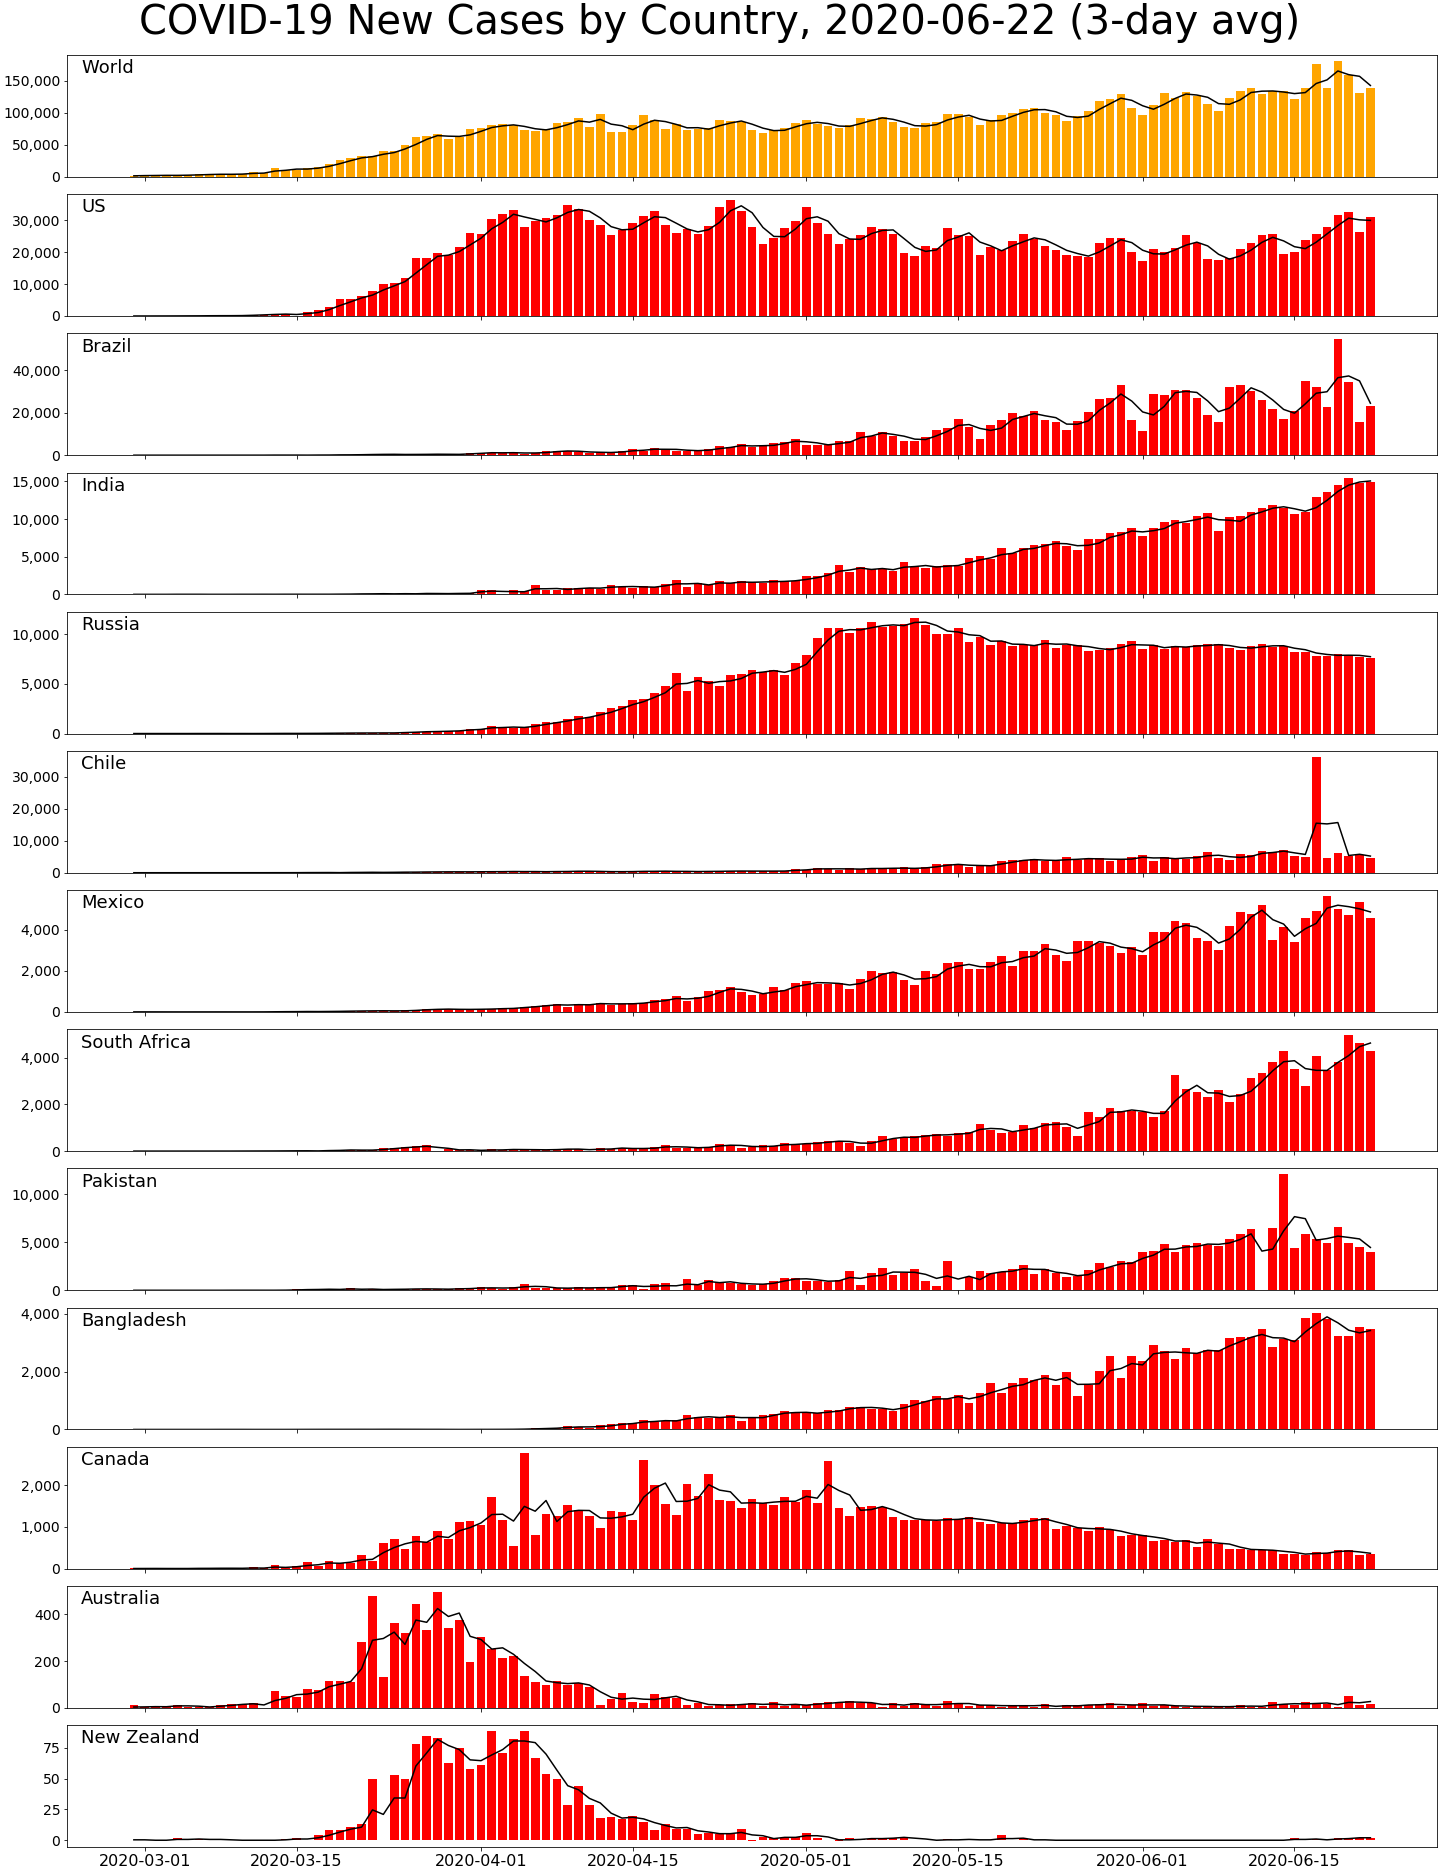 COVID-19 New Cases by Country, 2020-06-22 (3-day avg)
World
150,000
100,000
50,000
0
US
30,000
20,000
10,000
0
Brazil
40,000
20,000
0
India
15,000
10,000
5,000
0
Russia
10,000
5,000
0
Chile
30,000
20,000
10,000
0
Mexico
4,000
2,000
0
South Africa
4,000
2,000
0
Pakistan
10,000
5,000
0
Bangladesh
4,000
2,000
0
Canada
2,000
1,000
0
Australia
400
200
0
New Zealand
75
50
25
0
2020-03-01 2020-03-15 2020-04-01 2020-04-15 2020-05-01 2020-05-15 2020-06-01 2020-06-15